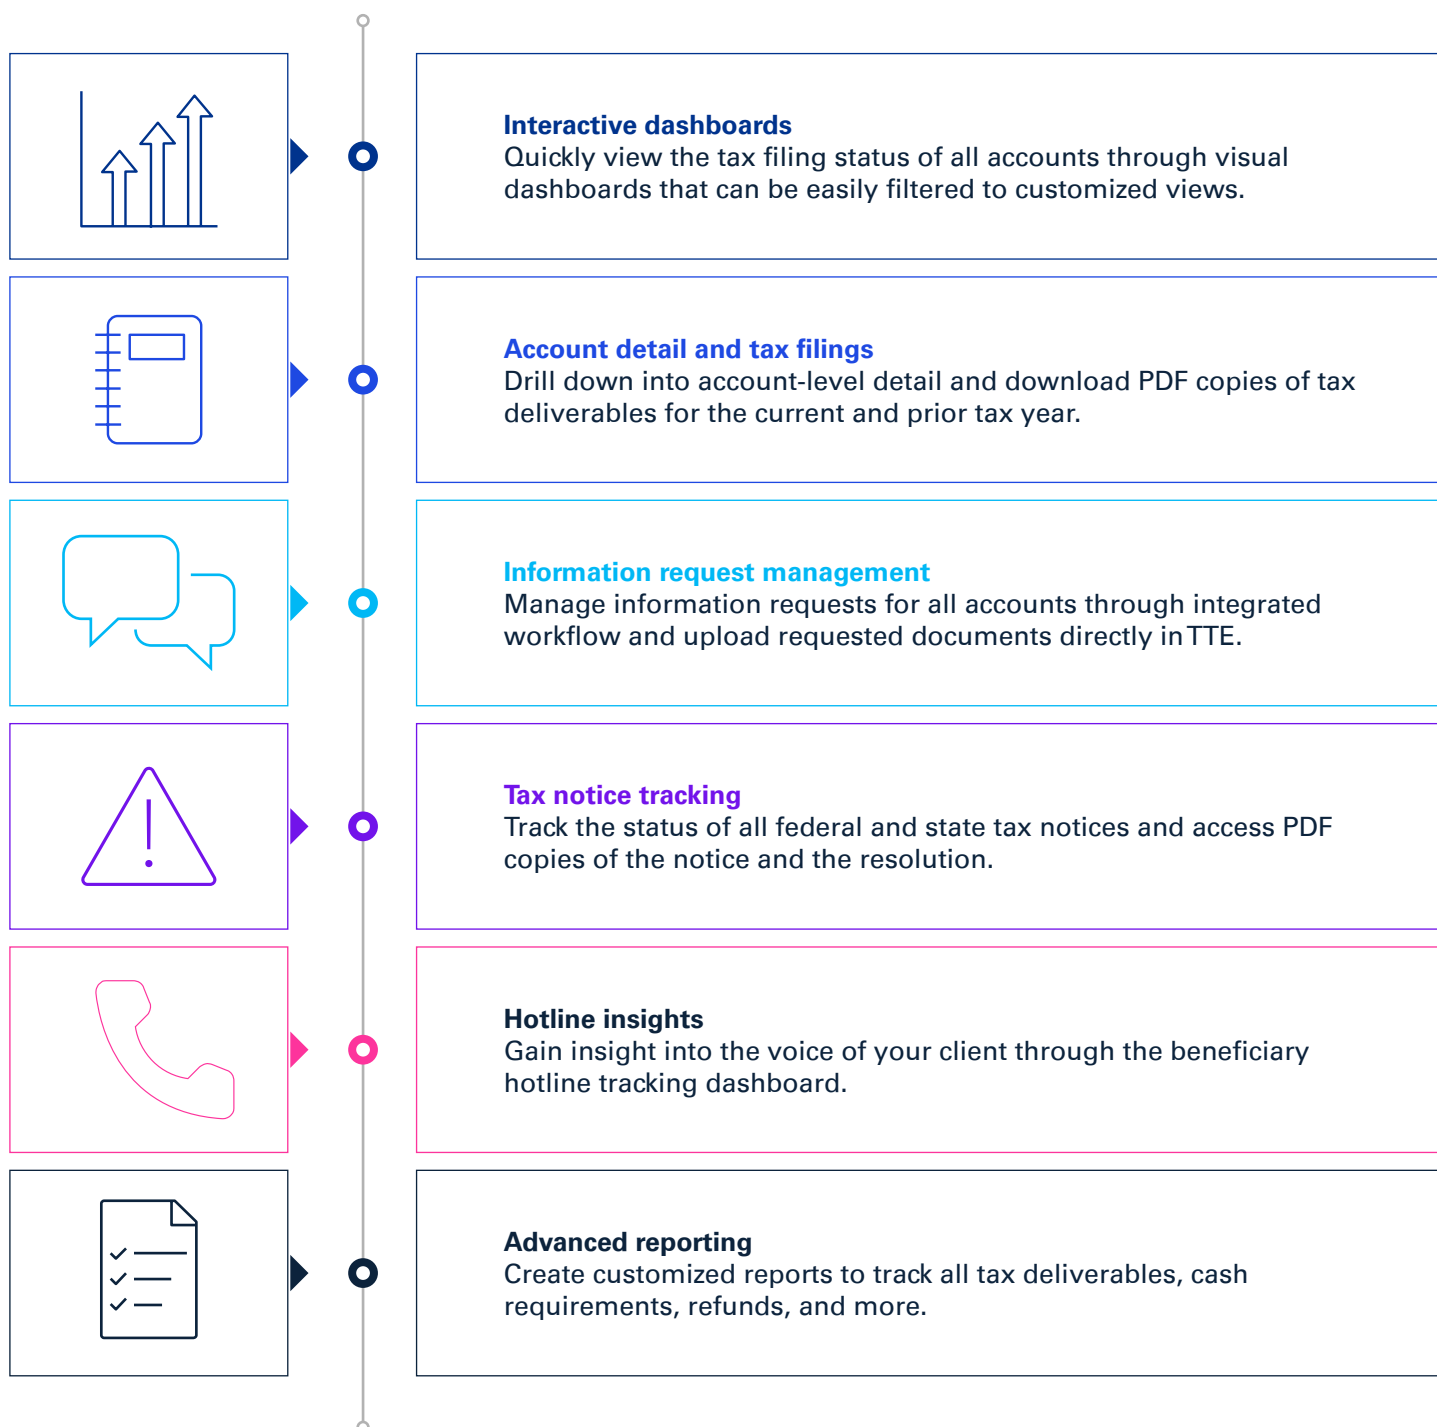 Interactive dashboards
Quickly view the tax filing status of all accounts through visual
dashboards that can be easily filtered to customized views.
Account detail and tax filings
Drill down into account-level detail and download PDF copies of tax
deliverables for the current and prior tax year.
Information request management
Manage information requests for all accounts through integrated
workflow and upload requested documents directly in TTE.
Tax notice tracking
Track the status of all federal and state tax notices and access PDF
copies of the notice and the resolution.
Hotline insights
Gain insight into the voice of your client through the beneficiary
hotline tracking dashboard.
Advanced reporting
Create customized reports to track all tax deliverables, cash
requirements, refunds, and more.